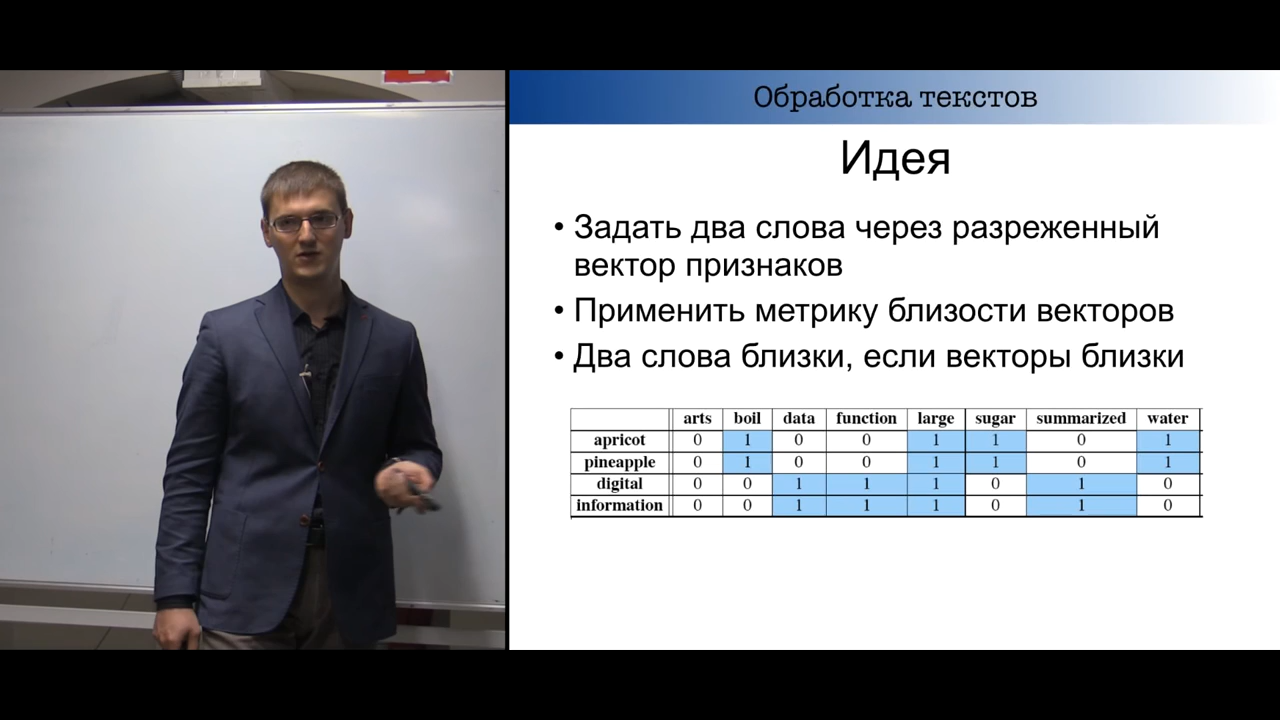 Обработка текстов
Идея
• Задать два слова через разреженный
вектор признаков
• Применить метрику близости векторов
• Два слова близки, если векторы близки
arts boil data function large sugar summarized water
apricot 0 1 0 0 1 1 0 1
pineapple 0 1 0 0 1 1 0 1
digital 0 0 1 1 1 0 1 0
information 0 0 1 1 1 0 1 0